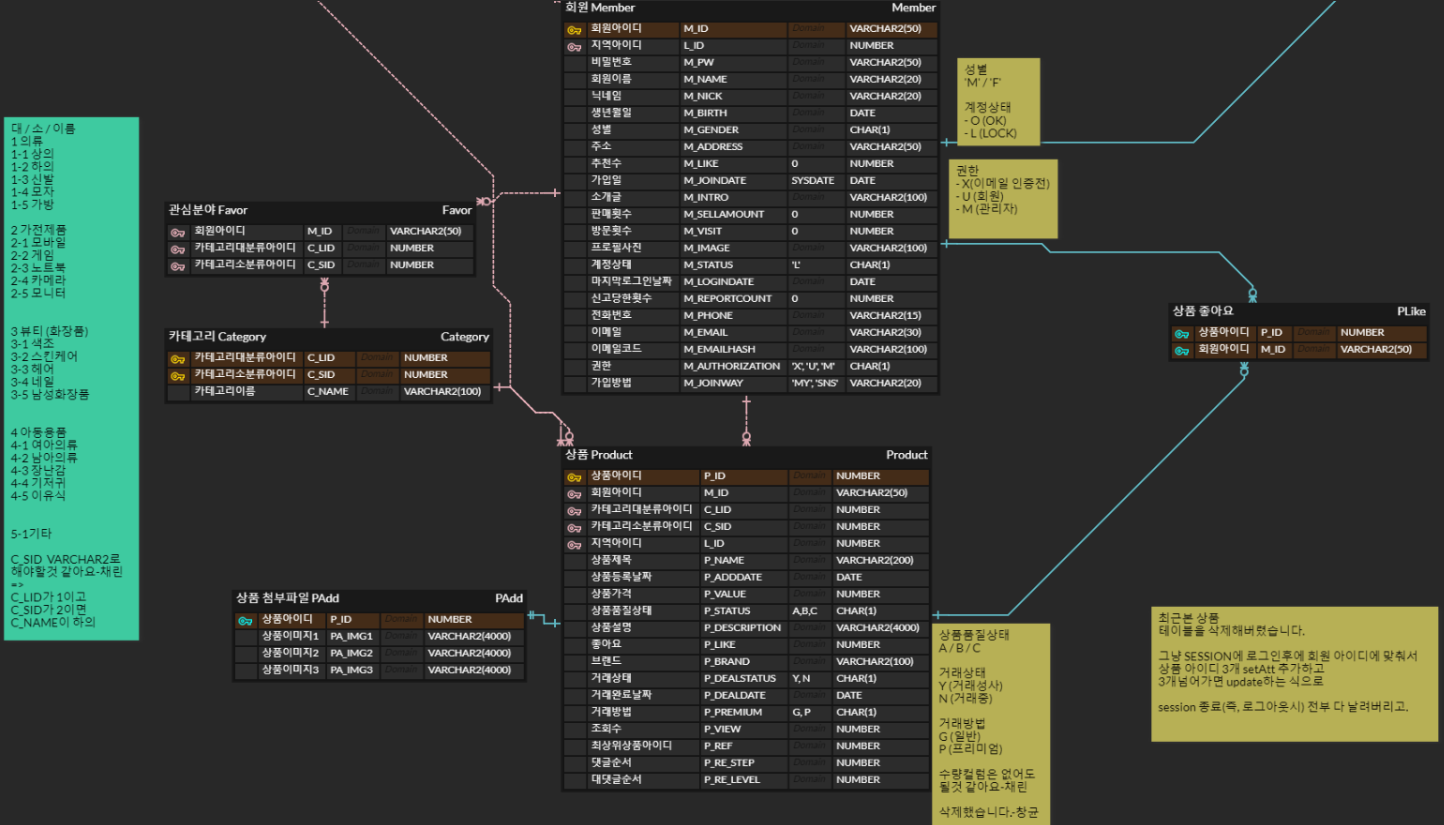 회원 Member Member
회원아이디 M_ID Domain VARCHAR2(50)
지역아이디 L_ID Domain NUMBER
비밀번호 M_PW Domain VARCHAR2(50)
회원이름 M_NAME Domain VARCHAR2(20)
닉네임 M_NICK Domain VARCHAR2(20)
생년월일 M_BIRTH Domain DATE
성별 M_GENDER Domain CHAR(1)
주소 M_ADDRESS Domain VARCHAR2(50)
추천수 M_LIKE 0 NUMBER
가입일 M_JOINDATE SYSDATE DATE
소개글 M_INTRO Domain VARCHAR2(100)
판매횟수 M_SELLAMOUNT 0 NUMBER
방문횟수 M_VISIT 0 NUMBER
프로필사진 M_IMAGE Domain VARCHAR2(100)
계정상태 M_STATUS 'L' CHAR(1)
마지막로그인날짜 M_LOGINDATE Domain DATE
신고당한횟수 M_REPORTCOUNT 0 NUMBER
전화번호 M_PHONE Domain VARCHAR2(15)
이메일 M_EMAIL Domain VARCHAR2(30)
이메일코드 M_EMAILHASH Domain VARCHAR2(100)
권한 M_AUTHORIZATION 'X', 'U', 'M' CHAR(1)
가입방법 M_JOINWAY 'MY', 'SNS' VARCHAR2(20)
성별
'M' / 'F'
계정상태
- O (OK)
- L (LOCK)
권한
- X(이메일 인증전)
- U (회원)
- M (관리자)
대 / 소 / 이름
1 의류
1-1 상의
1-2 하의
1-3 신발
1-4 모자
1-5 가방
2 가전제품
2-1 모바일
2-2 게임
2-3 노트북
2-4 카메라
2-5 모니터
3 뷰티 (화장품)
3-1 색조
3-2 스킨케어
3-3 헤어
3-4 네일
3-5 남성화장품
4 아동용품
4-1 여아의류
4-2 남아의류
4-3 장난감
4-4 기저귀
4-5 이유식
5-1기타
C_SID VARCHAR2로
해야할것 같아요-채린
=>
C_LID가 1이고
C_SID가 2이면
C_NAME이 하의
관심분야 Favor Favor
회원아이디 M_ID Domain VARCHAR2(50)
카테고리대분류아이디 C_LID Domain NUMBER
카테고리소분류아이디 C_SID Domain NUMBER
카테고리 Category Category
카테고리대분류아이디 C_LID Domain NUMBER
카테고리소분류아이디 C_SID Domain NUMBER
카테고리이름 C_NAME Domain VARCHAR2(100)
상품 좋아요 PLike
상품아이디 P_ID Domain NUMBER
회원아이디 M_ID Domain VARCHAR2(50)
상품 Product Product
상품아이디 P_ID Domain NUMBER
회원아이디 M_ID Domain VARCHAR2(50)
카테고리대분류아이디 C_LID Domain NUMBER
카테고리소분류아이디 C_SID Domain NUMBER
지역아이디 L_ID Domain NUMBER
상품제목 P_NAME Domain VARCHAR2(200)
상품등록날짜 P_ADDDATE Domain DATE
상품가격 P_VALUE Domain NUMBER
상품품질상태 P_STATUS A,B,C CHAR(1)
상품설명 P_DESCRIPTION Domain VARCHAR2(4000)
좋아요 P_LIKE Domain NUMBER
브랜드 P_BRAND Domain VARCHAR2(100)
거래상태 P_DEALSTATUS Y, N CHAR(1)
거래완료날짜 P_DEALDATE Domain DATE
거래방법 P_PREMIUM G, P CHAR(1)
조회수 P_VIEW Domain NUMBER
최상위상품아이디 P_REF Domain NUMBER
댓글순서 P_RE_STEP Domain NUMBER
대댓글순서 P_RE_LEVEL Domain NUMBER
상품 첨부파일 PAdd PAdd
상품아이디 P_ID Domain NUMBER
상품이미지1 PA_IMG1 Domain VARCHAR2(4000)
상품이미지2 PA_IMG2 Domain VARCHAR2(4000)
상품이미지3 PA_IMG3 Domain VARCHAR2(4000)
상품품질상태
A / B / C
거래상태
Y (거래성사)
N (거래중)
거래방법
G (일반)
P (프리미엄)
수량컬럼은 없어도
될것 같아요-채린
삭제했습니다.-창균
최근본 상품
테이블을 삭제해버렸습니다.
그냥 SESSION에 로그인후에 회원 아이디에 맞춰서
상품 아이디 3개 setAtt 추가하고
3개넘어가면 update하는 식으로
session 종료(즉, 로그아웃시) 전부 다 날려버리고.